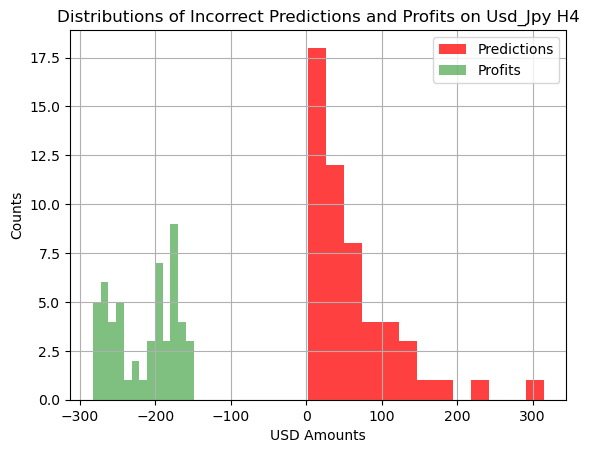 Distributions of Incorrect Predictions and Profits on Usd_Jpy H4
Predictions
Profits
Counts
17.5
15.0
12.5
10.0
7.5
5.0
2.5
0.0
−300 −200 −100 0 100 200 300
USD Amounts